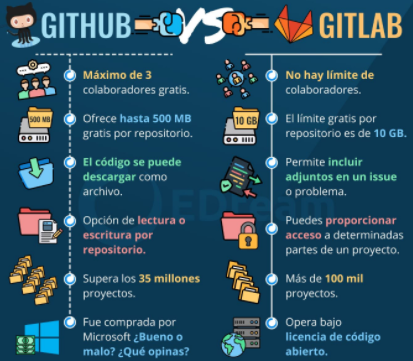 GITHUB VS GITLAB
Máximo de 3
colaboradores gratis.
No hay límite de
colaboradores.
500 MB
Ofrece hasta 500 MB
gratis por repositorio.
10 GB
El límite gratis por
repositorio es de 10 GB.
El código se puede
descargar como
archivo.
Permite incluir
adjuntos en un issue
o problema.
Opción de lectura o
escritura por
repositorio.
Puedes proporcionar
acceso a determinadas
partes de un proyecto.
Supera los 35 millones
proyectos.
Más de 100 mil
proyectos.
Fue comprada por
Microsoft ¿Bueno o
malo? ¿Qué opinas?
Opera bajo
licencia de código
abierto.